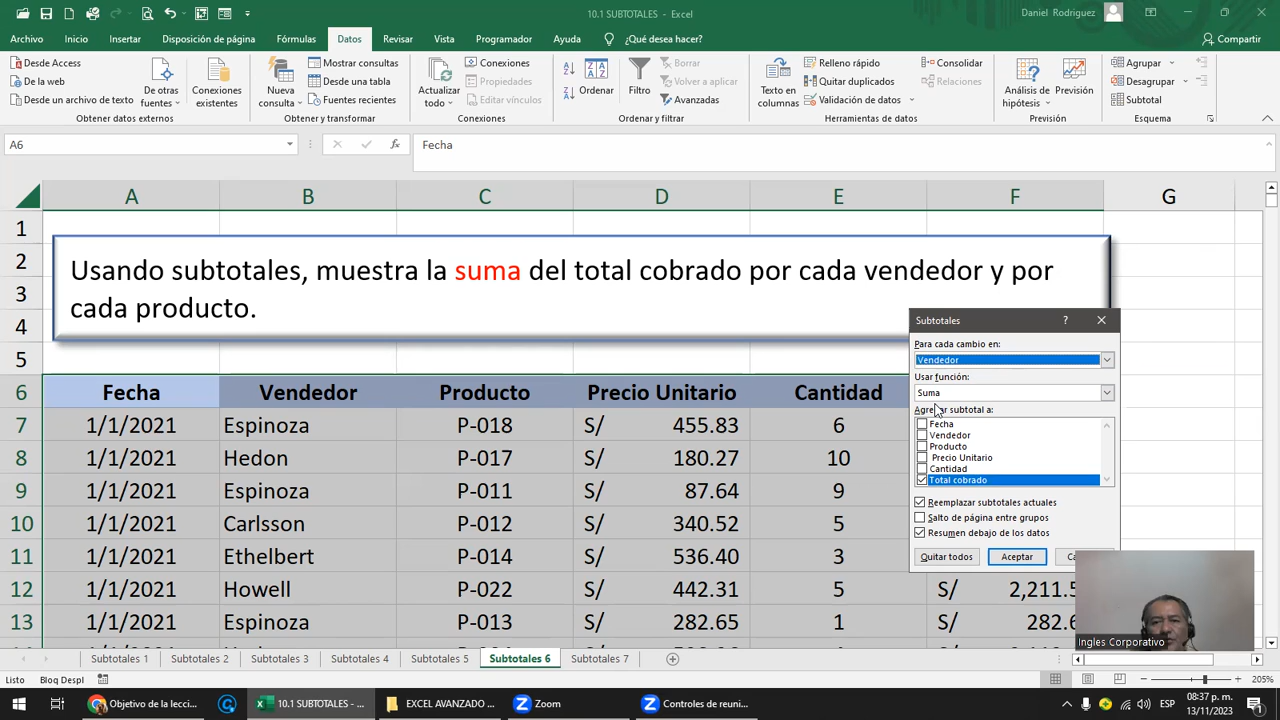 10.1 SUBTOTALES - Excel
Daniel Rodriguez
Archivo Inicio Insertar Disposición de página Fórmulas Datos Revisar Vista Programador Ayuda ¿Qué desea hacer? Compartir
Desde Access
De la web
Desde un archivo de texto
De otras fuentes
Conexiones existentes
Obtener datos externos
Nueva consulta
Mostrar consultas
Desde una tabla
Fuentes recientes
Obtener y transformar
Actualizar todo
Conexiones
Propiedades
Editar vínculos
Conexiones
Ordenar
Filtro
Borrar
Volver a aplicar
Avanzadas
Ordenar y filtrar
Texto en columnas
Relleno rápido
Quitar duplicados
Validación de datos
Consolidar
Relaciones
Herramientas de datos
Análisis de hipótesis
Previsión
Previsión
Agrupar
Desagrupar
Subtotal
Esquema
A6
fx
Fecha
A B C D E F G
1
2
3
4
5
Usando subtotales, muestra la suma del total cobrado por cada vendedor y por
cada producto.
6 Fecha Vendedor Producto Precio Unitario Cantidad
7 1/1/2021 Espinoza P-018 S/ 455.83 6
8 1/1/2021 Hedon P-017 S/ 180.27 10
9 1/1/2021 Espinoza P-013 S/ 87.64 9
10 1/1/2021 Carlsson P-012 S/ 340.52 5
11 1/1/2021 Ethelbert P-014 S/ 536.40 3
12 1/1/2021 Howell P-022 S/ 442.31 5 S/ 2,211.5
13 1/1/2021 Espinoza P-013 S/ 282.65 1 S/ 282.6
Subtotales
?
Para cada cambio en:
Vendedor
Usar función:
Suma
Agregar subtotal a:
Fecha
Vendedor
Producto
Precio Unitario
Cantidad
Total cobrado
Reemplazar subtotales actuales
Salto de página entre grupos
Resumen debajo de los datos
Quitar todos Aceptar Ca
Ingles Corporativo
Subtotales 1 Subtotales 2 Subtotales 3 Subtotales 4 Subtotales 5 Subtotales 6 Subtotales 7
Listo Bloq Despl 205%
Objetivo de la lecci... 10.1 SUBTOTALES - ... EXCEL AVANZADO ... Zoom Controles de reuni... ESP 08:37 p. m.
13/11/2023